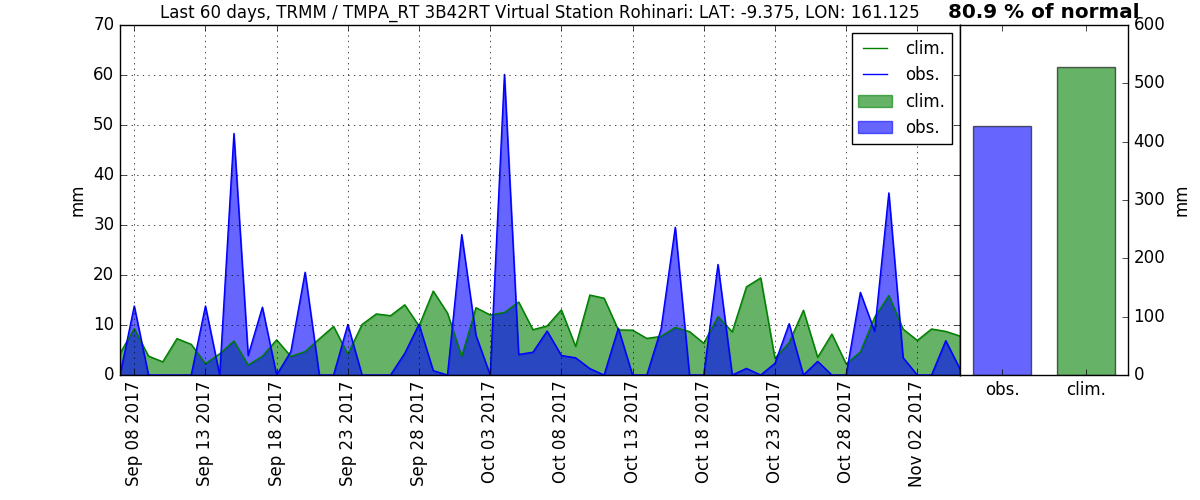 Last 60 days, TRMM / TMPA_RT 3B42RT Virtual Station Rohinari: LAT: -9.375, LON: 161.125
80.9 % of normal
70
60
50
40
30
20
10
0
mm
clim.
obs.
clim.
obs.
600
500
400
300
200
100
0
mm
Sep 08 2017
Sep 13 2017
Sep 18 2017
Sep 23 2017
Sep 28 2017
Oct 03 2017
Oct 08 2017
Oct 13 2017
Oct 18 2017
Oct 23 2017
Oct 28 2017
Nov 02 2017
obs.
clim.